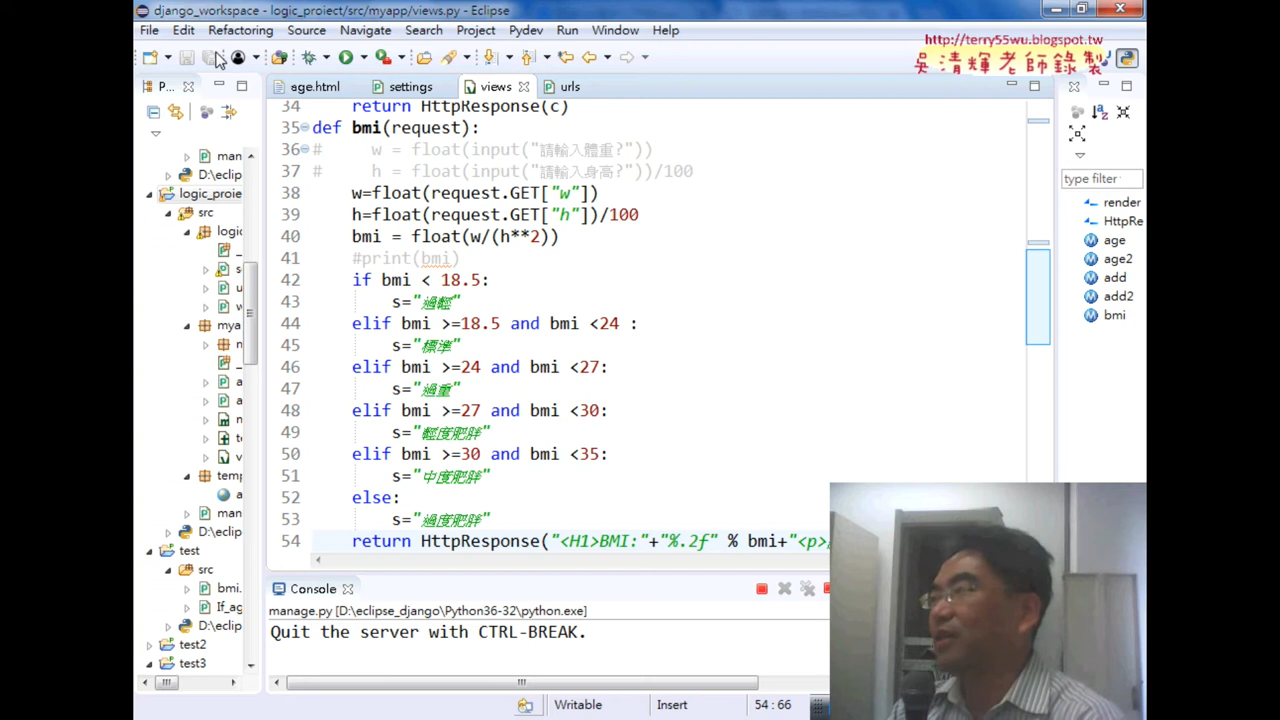 django_workspace - logic_proiect/src/myapp/views.py - Eclipse
File Edit Refactoring Source Navigate Search Project Pydev Run Window Help
http://terry55wu.blogspot.tw
吳清輝老師錄製
P...
age.html settings views urls
34 return HttpResponse(c)
35 def bmi(request):
36 # w = float(input("請輸入體重?"))
37 # h = float(input("請輸入身高?"))/100
38 w=float(request.GET["w"])
39 h=float(request.GET["h"])/100
40 bmi = float(w/(h**2))
41 #print(bmi)
42 if bmi < 18.5:
43 s="過輕"
44 elif bmi >=18.5 and bmi <24 :
45 s="標準"
46 elif bmi >=24 and bmi <27:
47 s="過重"
48 elif bmi >=27 and bmi <30:
49 s="輕度肥胖"
50 elif bmi >=30 and bmi <35:
51 s="中度肥胖"
52 else:
53 s="過度肥胖"
54 return HttpResponse("<H1>BMI:"+"%.2f" % bmi+"<p>
man
D:\ecl
logic_proie
src
logic
mya
temp
man
D:\eclip
test
src
bmi.
If_ag
D:\eclip
test2
test3
type filter
render
HttpRe
age
age2
add
add2
bmi
Console
manage.py [D:\eclipse_django\Python36-32\python.exe]
Quit the server with CTRL-BREAK.
Writable Insert 54 : 66